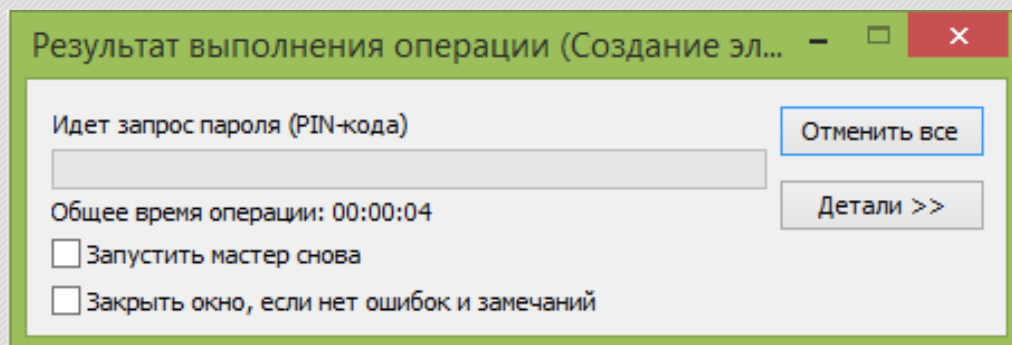 Результат выполнения операции (Создание эл...
Идет запрос пароля (PIN-кода)
Отменить все
Общее время операции: 00:00:04
Детали >>
Запустить мастер снова
Закрыть окно, если нет ошибок и замечаний